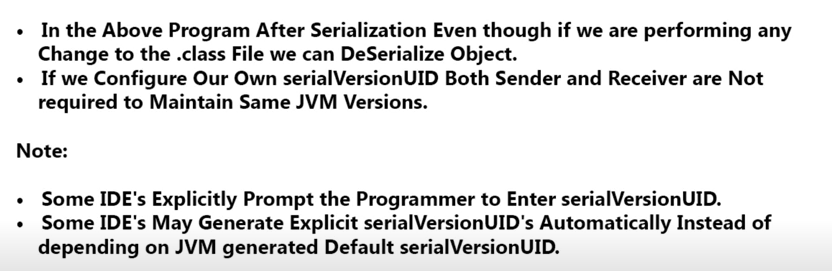 • In the Above Program After Serialization Even though if we are performing any
Change to the .class File we can DeSerialize Object.
• If we Configure Our Own serialVersionUID Both Sender and Receiver are Not
required to Maintain Same JVM Versions.
Note:
• Some IDE's Explicitly Prompt the Programmer to Enter serialVersionUID.
• Some IDE's May Generate Explicit serialVersionUID's Automatically Instead of
depending on JVM generated Default serialVersionUID.